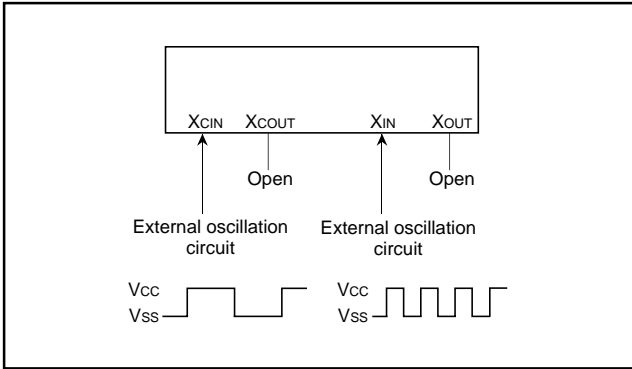 XCIN XCOUT XIN XOUT
Open Open
External oscillation circuit
External oscillation circuit
VCC
VSS
VCC
VSS